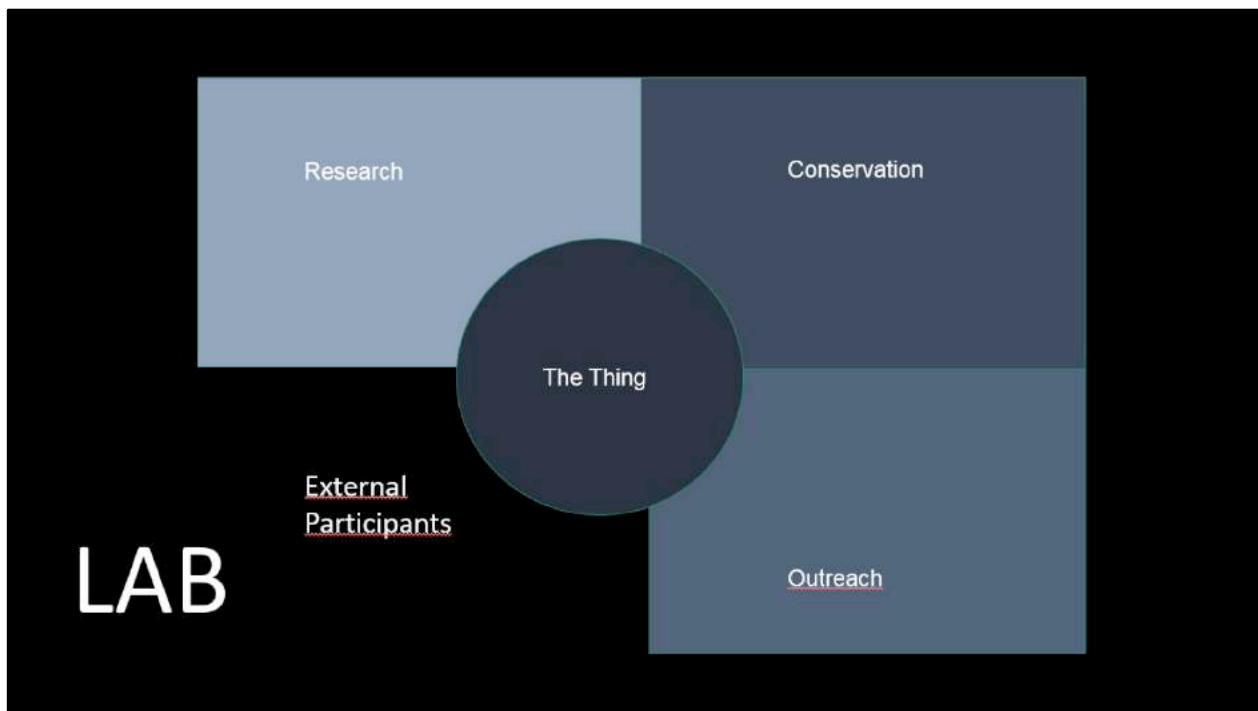 Research
Conservation
The Thing
External
Participants
LAB
Outreach